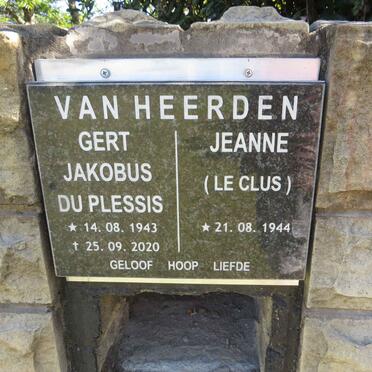 VAN HEERDEN
GERT
JAKOBUS
DU PLESSIS
★ 14. 08. 1943
† 25. 09. 2020
JEANNE
( LE CLUS )
★ 21. 08. 1944
GELOOF HOOP LIEFDE